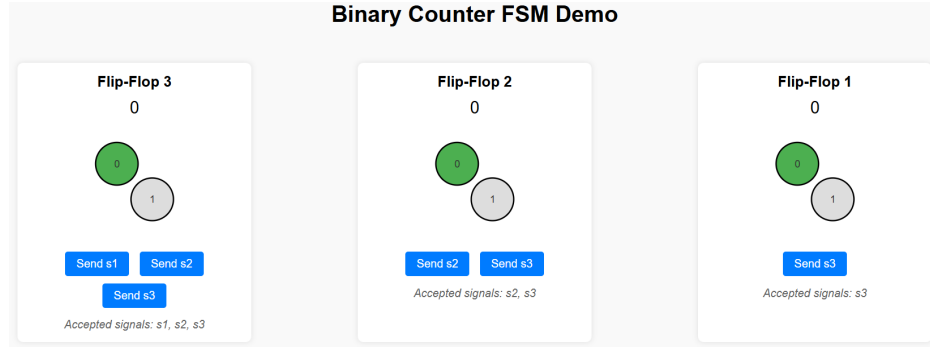 Binary Counter FSM Demo
Flip-Flop 3
0
0
1
Send s1 Send s2
Send s3
Accepted signals: s1, s2, s3
Flip-Flop 2
0
0
1
Send s2 Send s3
Accepted signals: s2, s3
Flip-Flop 1
0
0
1
Send s3
Accepted signals: s3